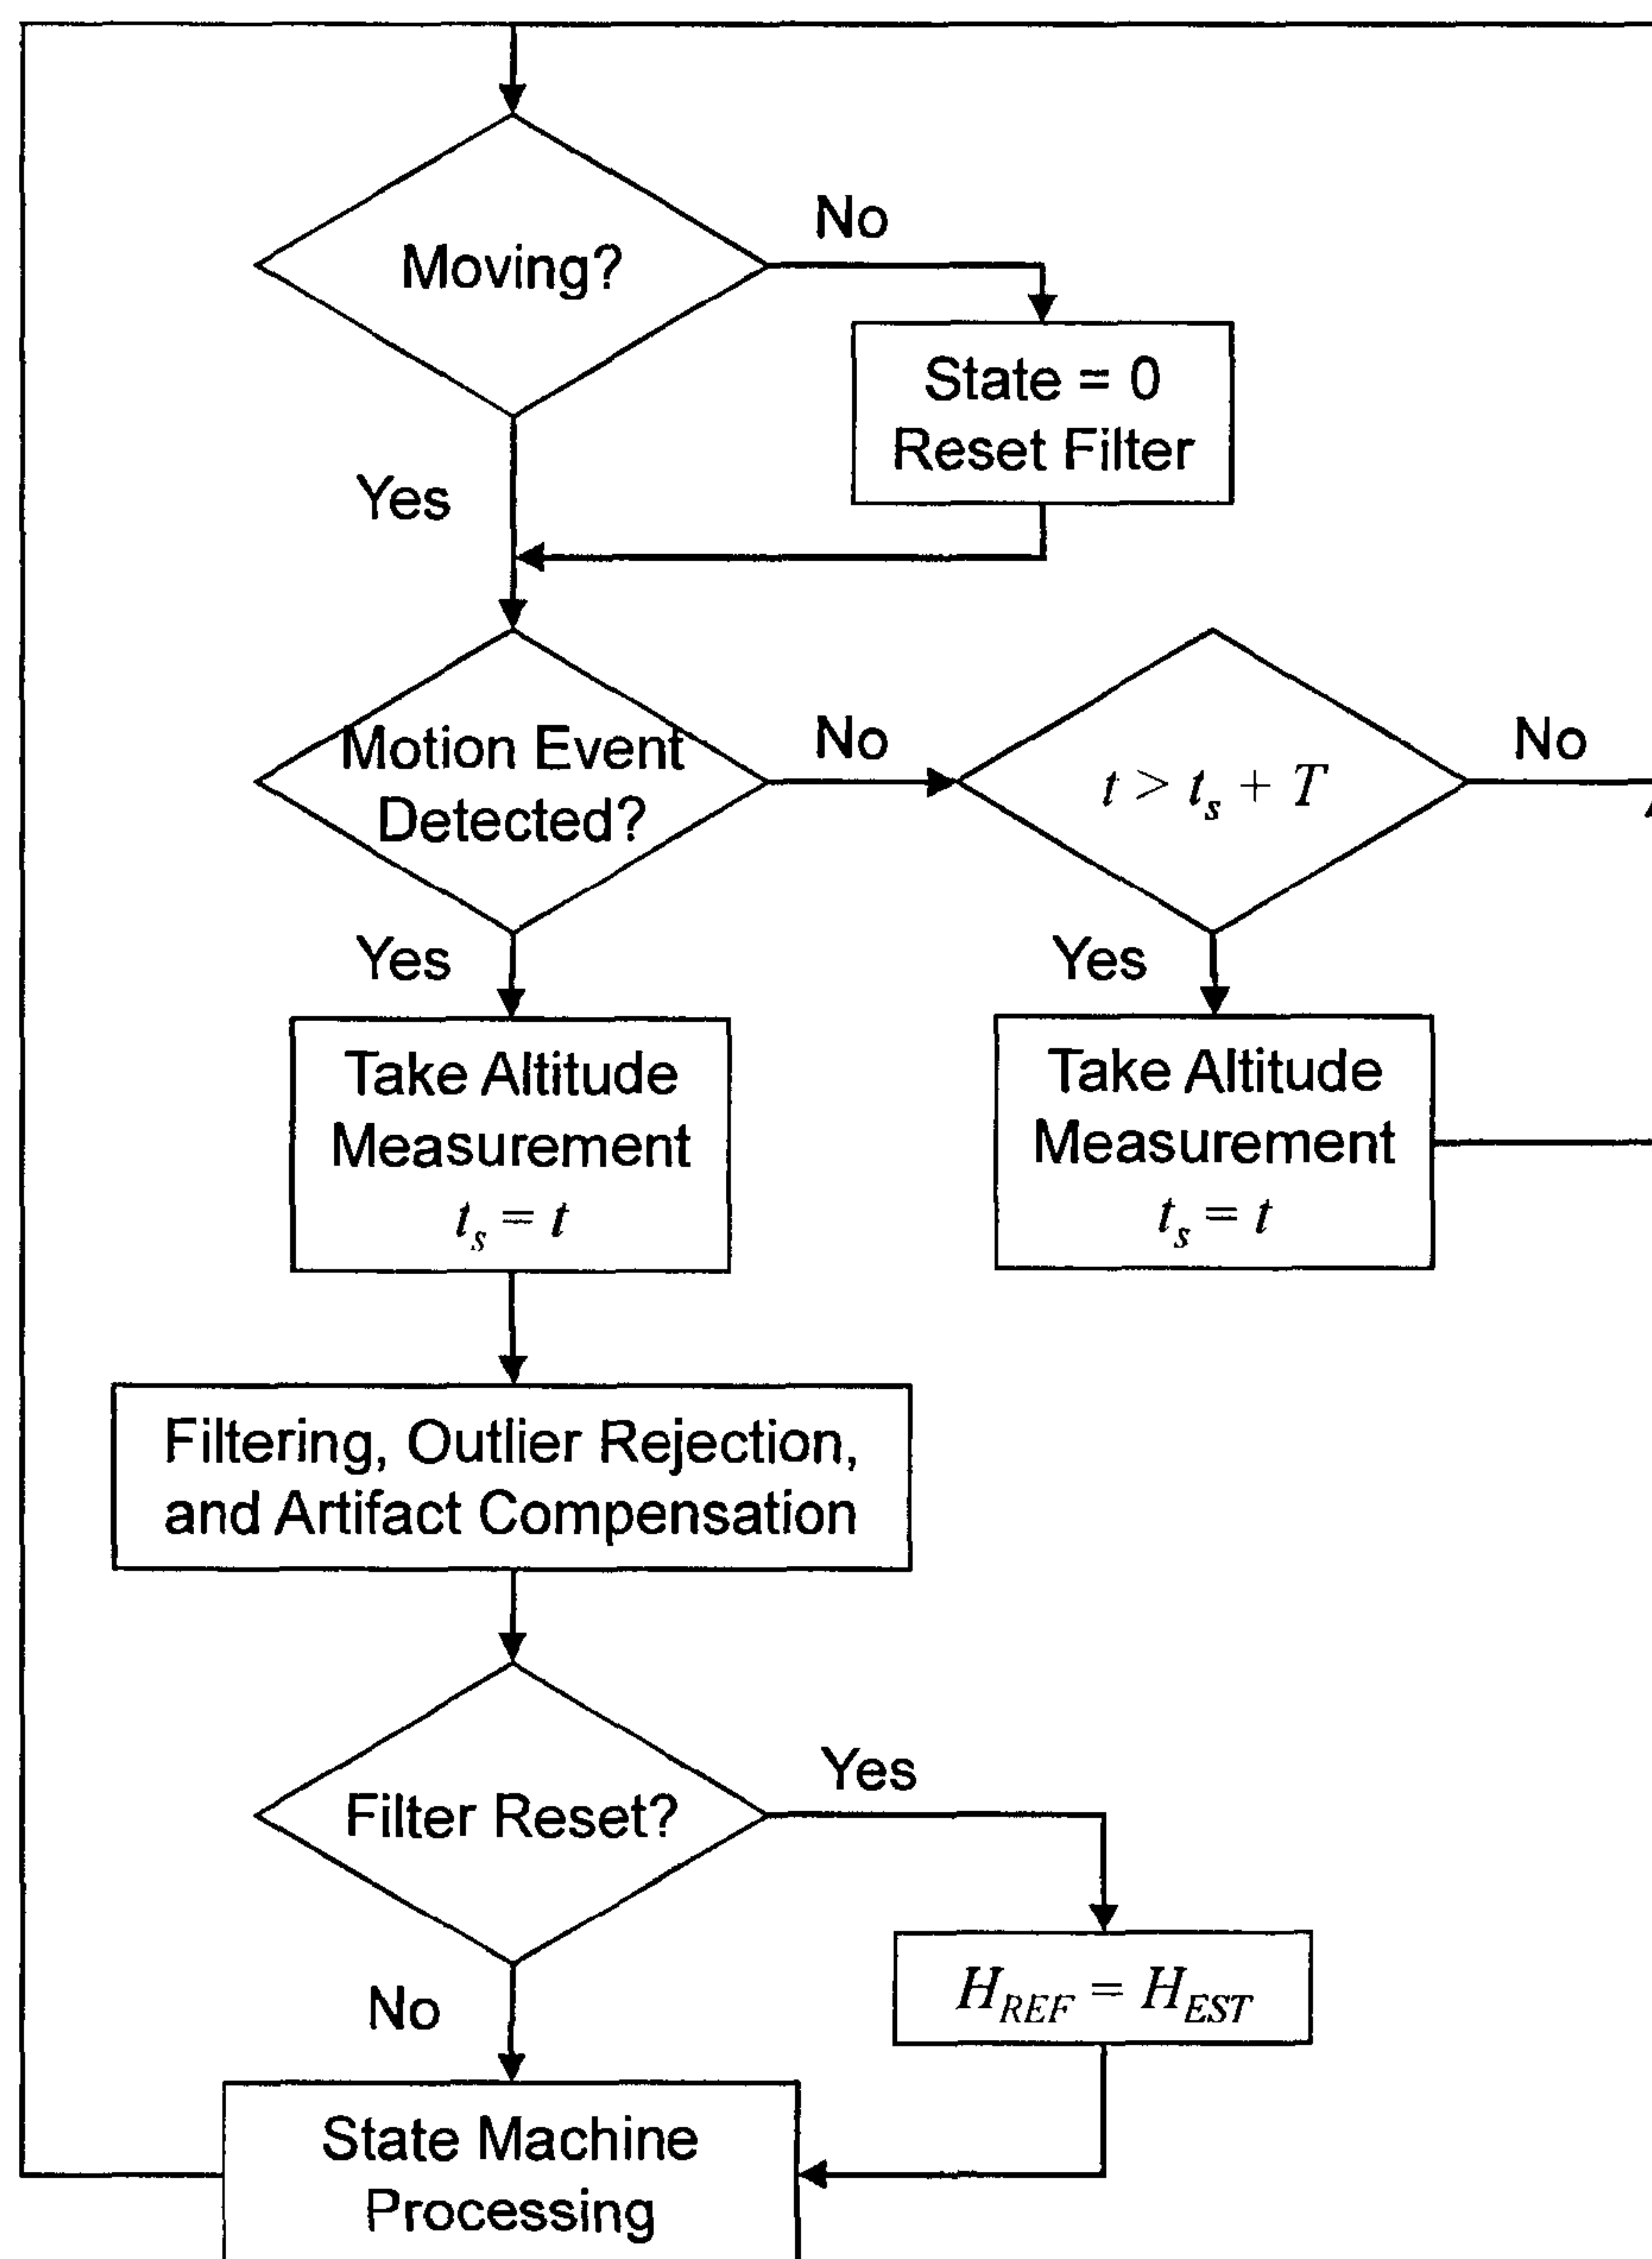 Moving?
No
State = 0
Reset Filter
Yes
Motion Event
Detected?
No
t > t_s + T
No
Yes
Take Altitude
Measurement
t_s = t
Yes
Take Altitude
Measurement
t_s = t
Filtering, Outlier Rejection,
and Artifact Compensation
Filter Reset?
Yes
H_REF = H_EST
No
State Machine
Processing